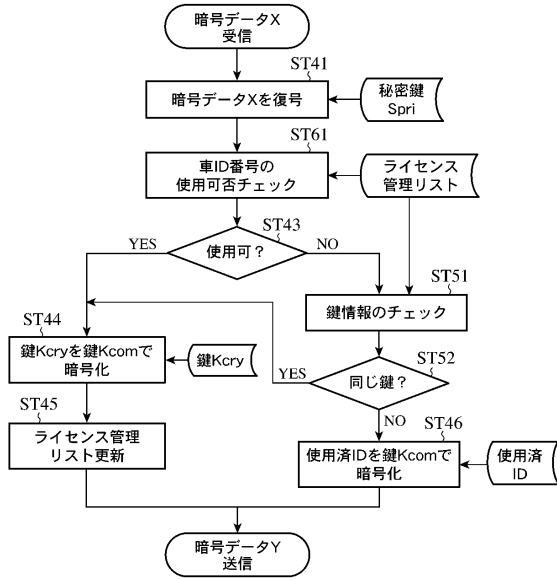 暗号データX
受信
ST41
暗号データXを復号
秘密鍵
Spri
ST61
車ID番号の
使用可否チェック
ライセンス
管理リスト
ST43
使用可？
YES
NO
ST51
鍵情報のチェック
ST44
鍵Kcryを鍵Kcomで
暗号化
鍵Kcry
ST52
同じ鍵？
YES
NO
ST45
ライセンス管理
リスト更新
ST46
使用済IDを鍵Kcomで
暗号化
使用済
ID
暗号データY
送信